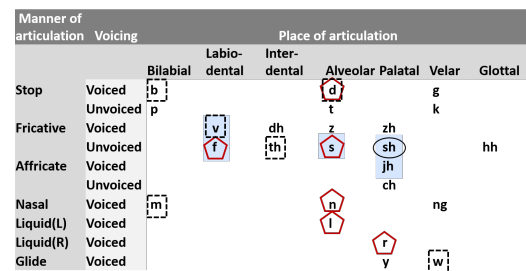 Manner of
articulation Voicing Place of articulation
Labio- Inter-
Bilabial dental dental Alveolar Palatal Velar Glottal
Stop Voiced b d g
Unvoiced p t k
Fricative Voiced v dh z zh
Unvoiced f th s sh hh
Affricate Voiced jh
Unvoiced ch
Nasal Voiced m n ng
Liquid(L) Voiced l
Liquid(R) Voiced r
Glide Voiced y w